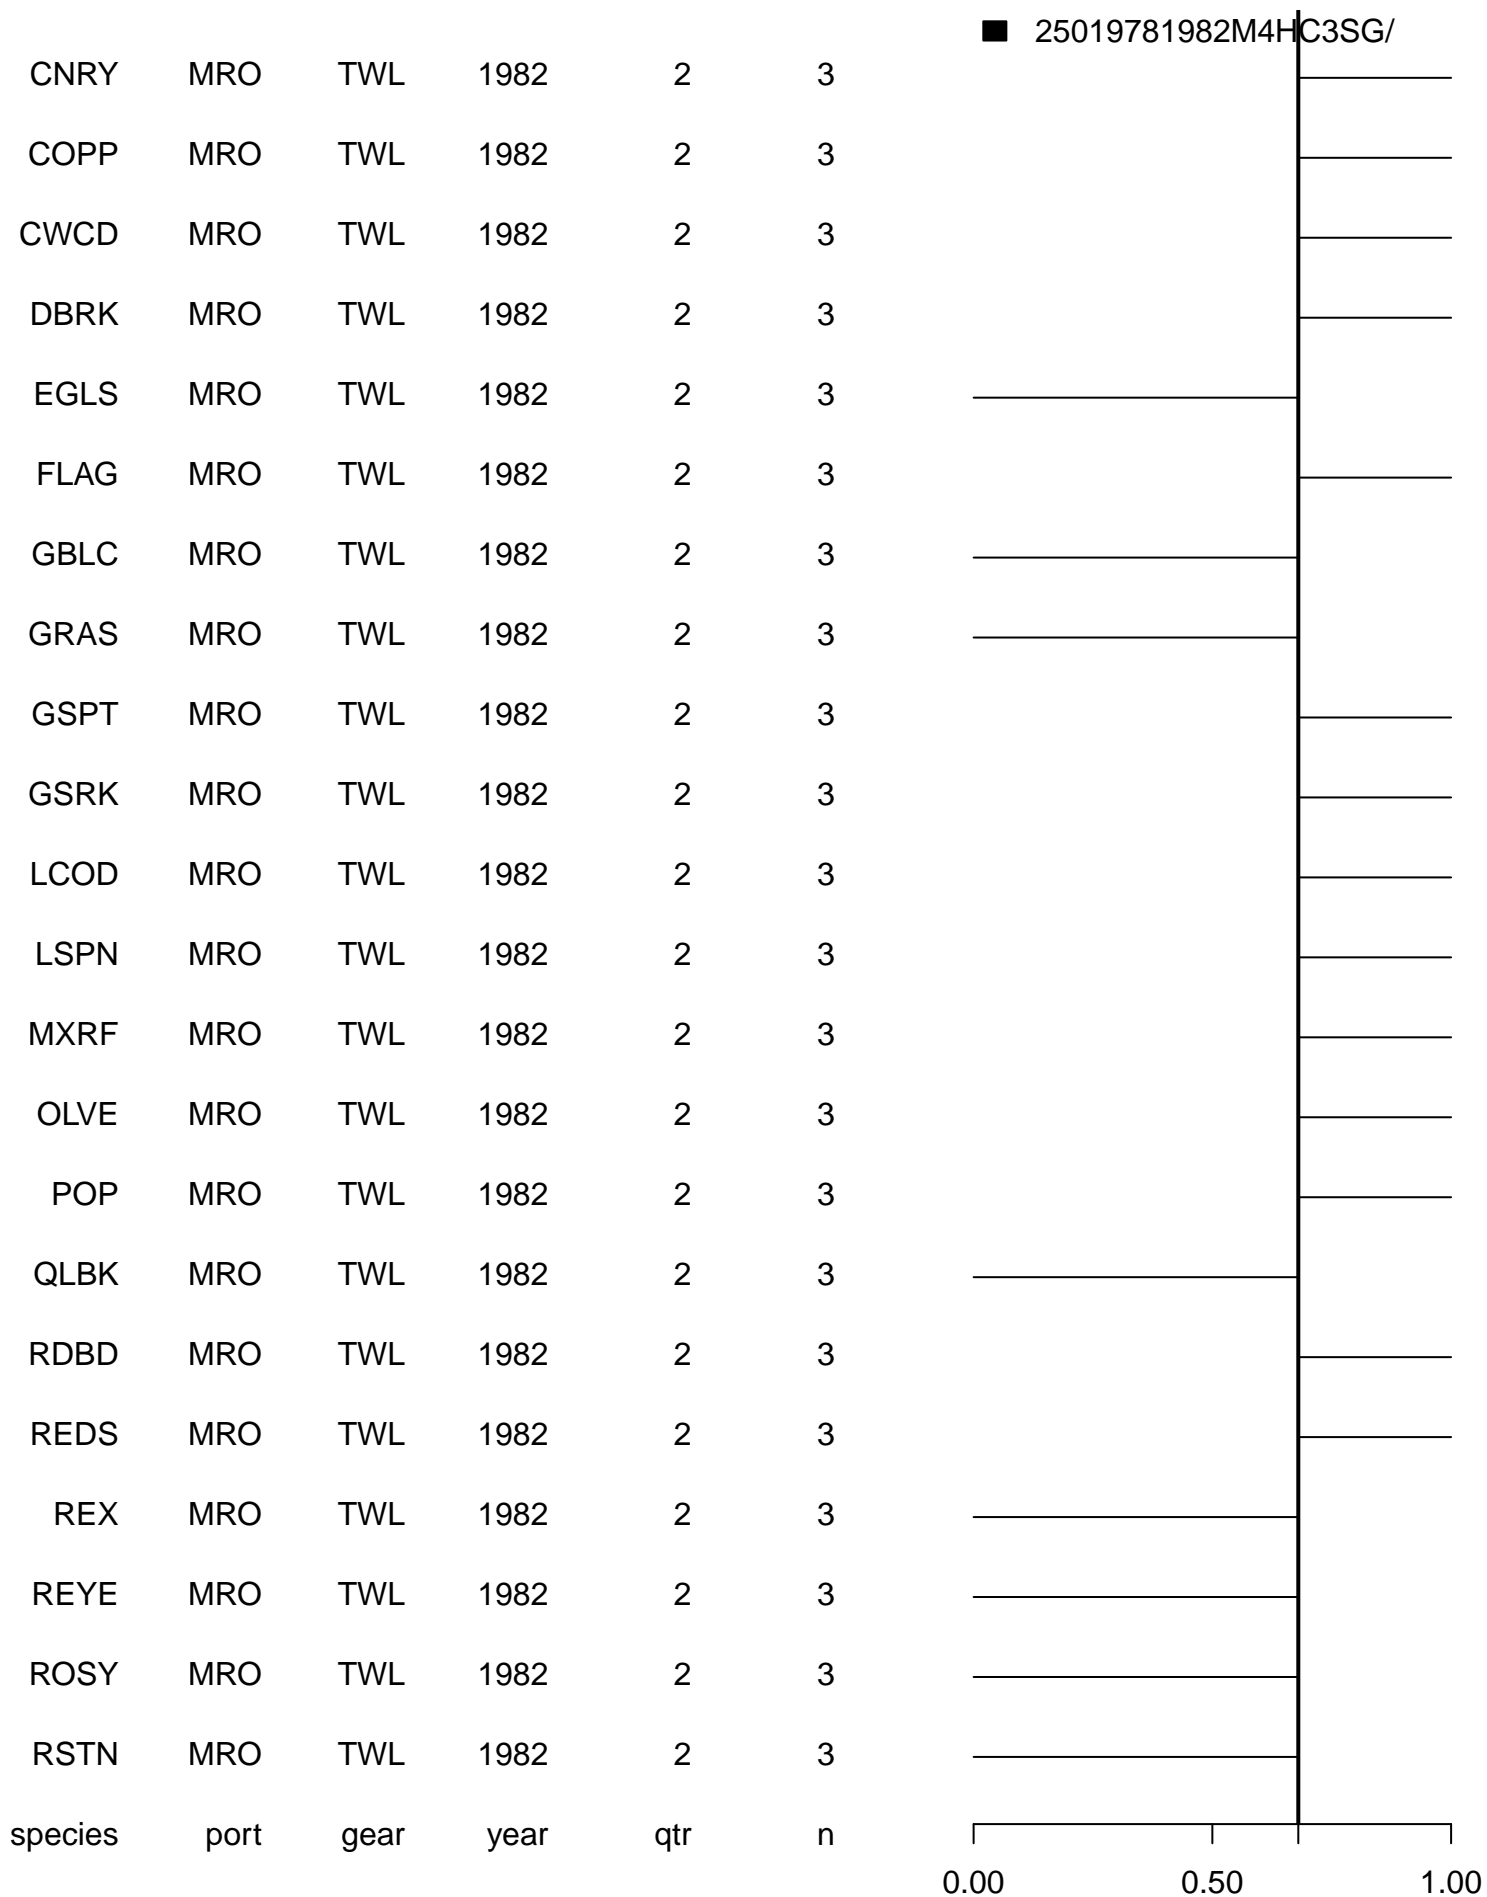 25019781982M4HC3SG/
CNRY MRO TWL 1982 2 3
COPP MRO TWL 1982 2 3
CWCD MRO TWL 1982 2 3
DBRK MRO TWL 1982 2 3
EGLS MRO TWL 1982 2 3
FLAG MRO TWL 1982 2 3
GBLC MRO TWL 1982 2 3
GRAS MRO TWL 1982 2 3
GSPT MRO TWL 1982 2 3
GSRK MRO TWL 1982 2 3
LCOD MRO TWL 1982 2 3
LSPN MRO TWL 1982 2 3
MXRF MRO TWL 1982 2 3
OLVE MRO TWL 1982 2 3
POP MRO TWL 1982 2 3
QLBK MRO TWL 1982 2 3
RDBD MRO TWL 1982 2 3
REDS MRO TWL 1982 2 3
REX MRO TWL 1982 2 3
REYE MRO TWL 1982 2 3
ROSY MRO TWL 1982 2 3
RSTN MRO TWL 1982 2 3
species port gear year qtr n
0.00 0.50 1.00